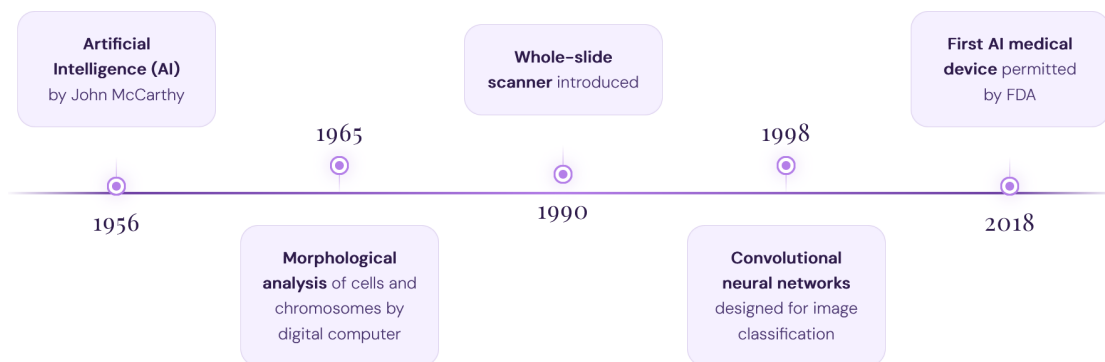 Artificial
Intelligence (AI)
by John McCarthy
1956
1965
Morphological
analysis of cells and
chromosomes by
digital computer
Whole-slide
scanner introduced
1990
1998
Convolutional
neural networks
designed for image
classification
First AI medical
device permitted
by FDA
2018